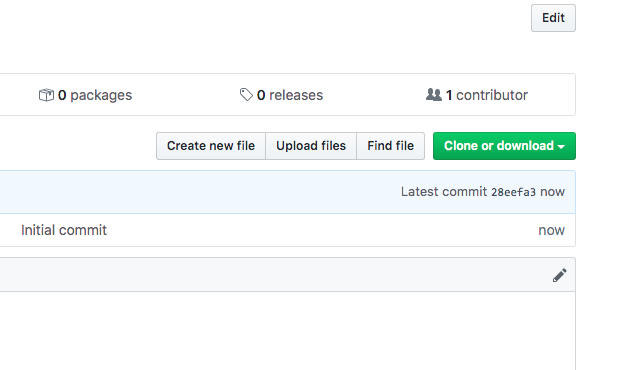 Edit
0 packages 0 releases 1 contributor
Create new file Upload files Find file Clone or download
Latest commit 28eefa3 now
Initial commit now